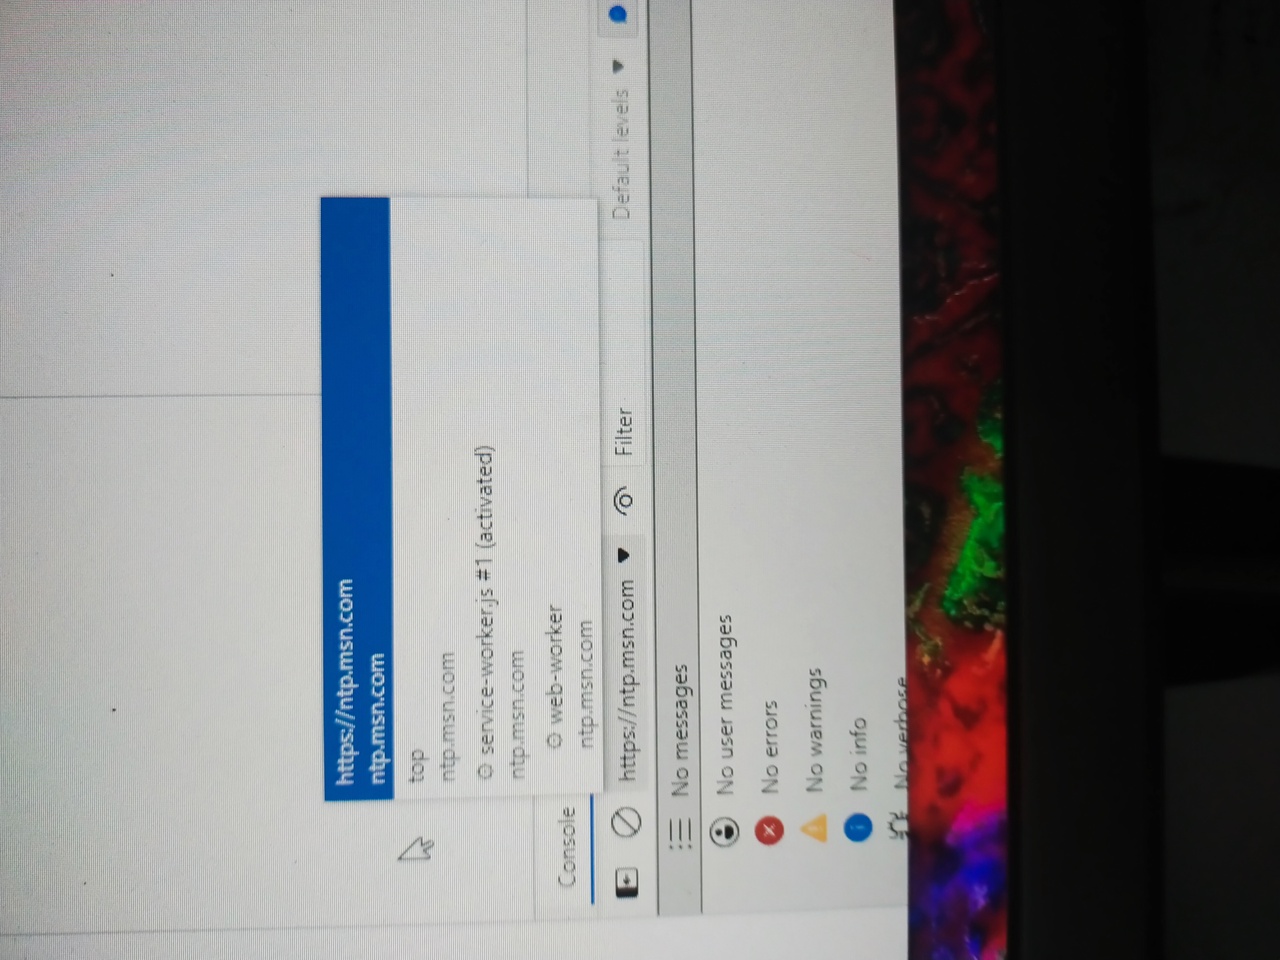 https://ntp.msn.com
ntp.msn.com
top
ntp.msn.com
service-worker.js #1 (activated)
ntp.msn.com
web-worker
ntp.msn.com
Console
https://ntp.msn.com
Filter
Default levels
No messages
No user messages
No errors
No warnings
No info
No verbose